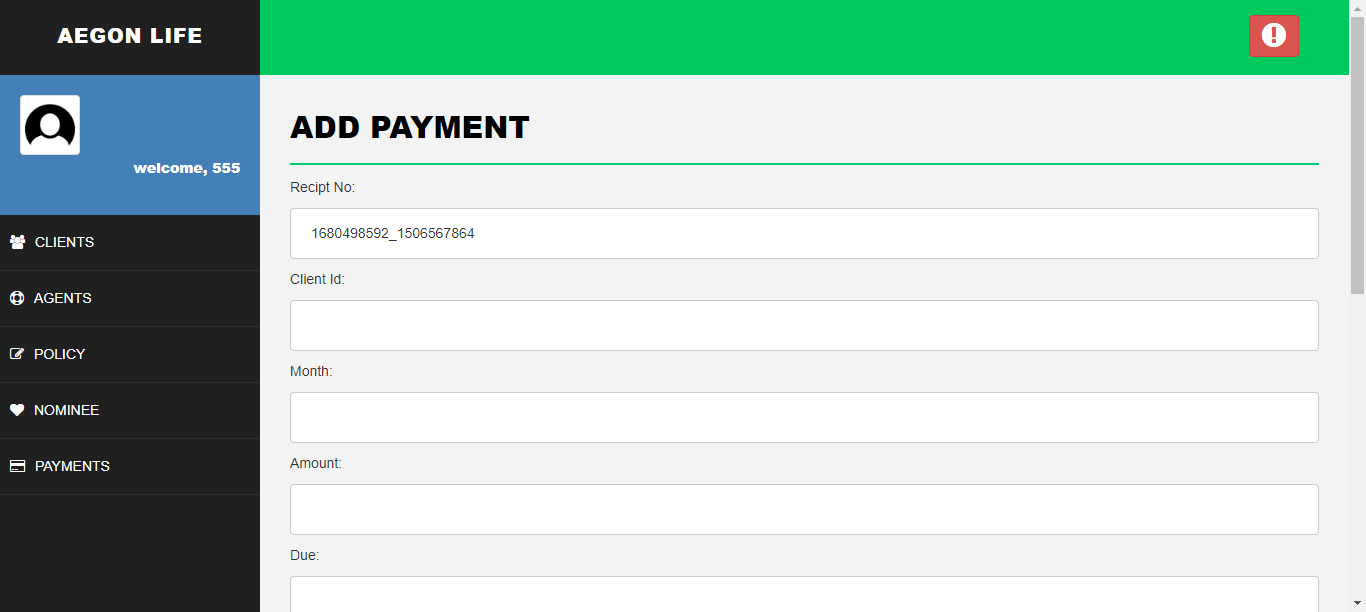 AEGON LIFE
welcome, 555
CLIENTS
AGENTS
POLICY
NOMINEE
PAYMENTS
ADD PAYMENT
Recipt No:
1680498592_1506567864
Client Id:
Month:
Amount:
Due: